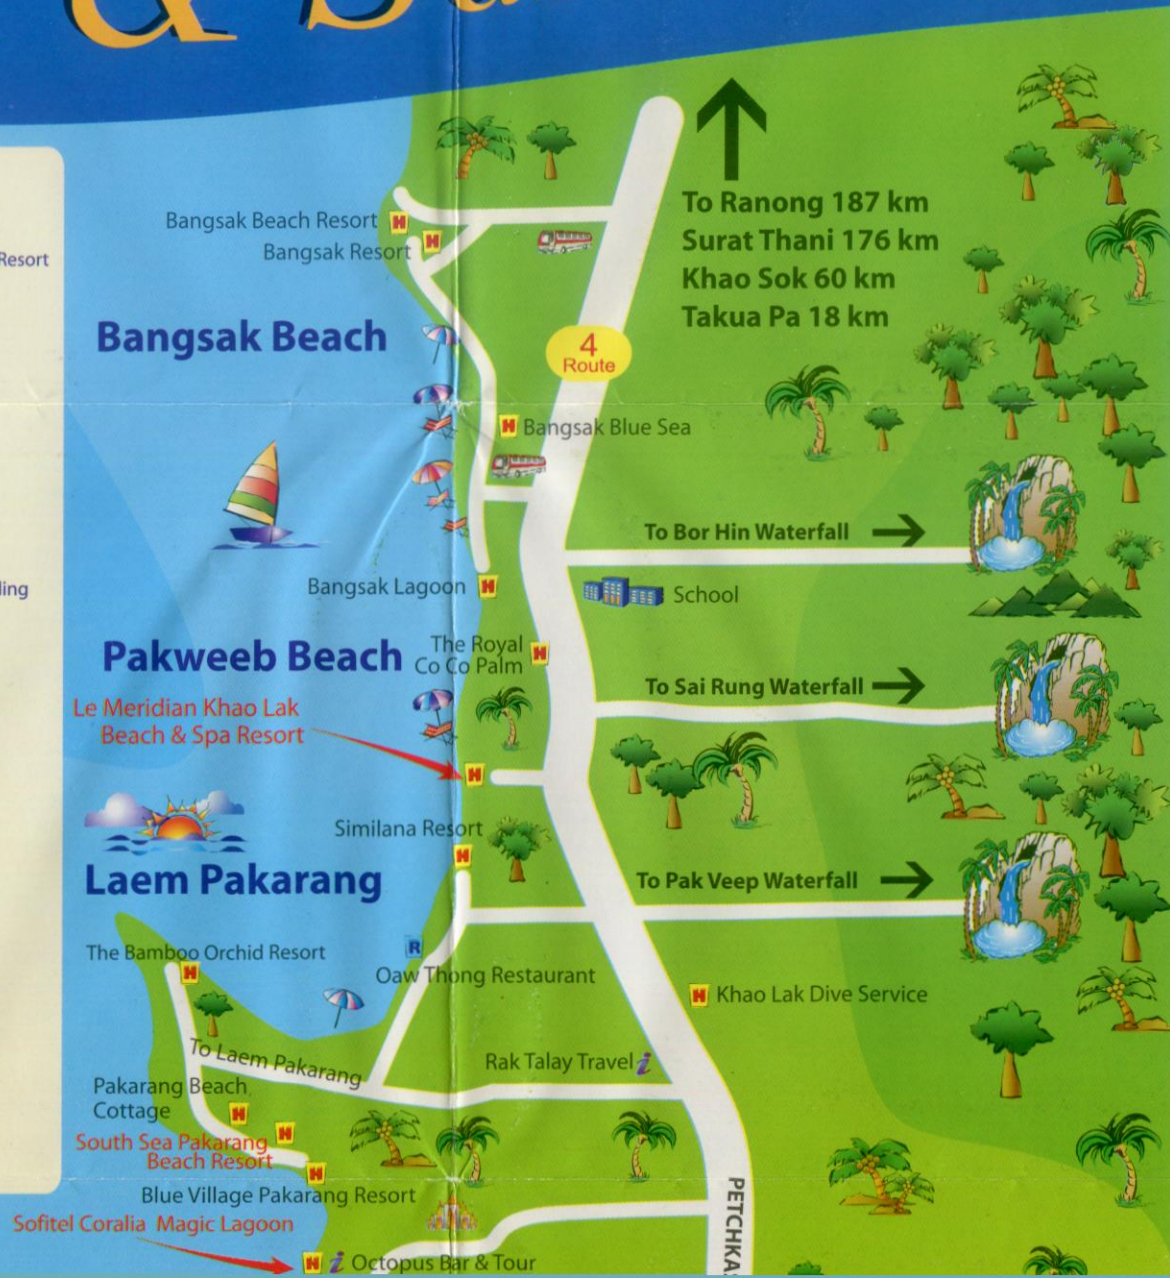 &
Resort
To Ranong 187 km
Surat Thani 176 km
Khao Sok 60 km
Takua Pa 18 km
H Bangsak Beach Resort
H Bangsak Resort
Bangsak Beach
4
Route
H Bangsak Blue Sea
To Bor Hin Waterfall
ling
Bangsak Lagoon H
School
Pakweeb Beach
The Royal H
Co Co Palm
To Sai Rung Waterfall
Le Meridian Khao Lak
Beach & Spa Resort
H
Similana Resort
H
Laem Pakarang
To Pak Veep Waterfall
The Bamboo Orchid Resort
H
R
Oaw Thong Restaurant
H Khao Lak Dive Service
To Laem Pakarang
Rak Talay Travel i
Pakarang Beach
Cottage H
South Sea Pakarang H
Beach Resort
H
Blue Village Pakarang Resort
PETCHKA
Sofitel Coralia Magic Lagoon
H i Octopus Bar & Tour